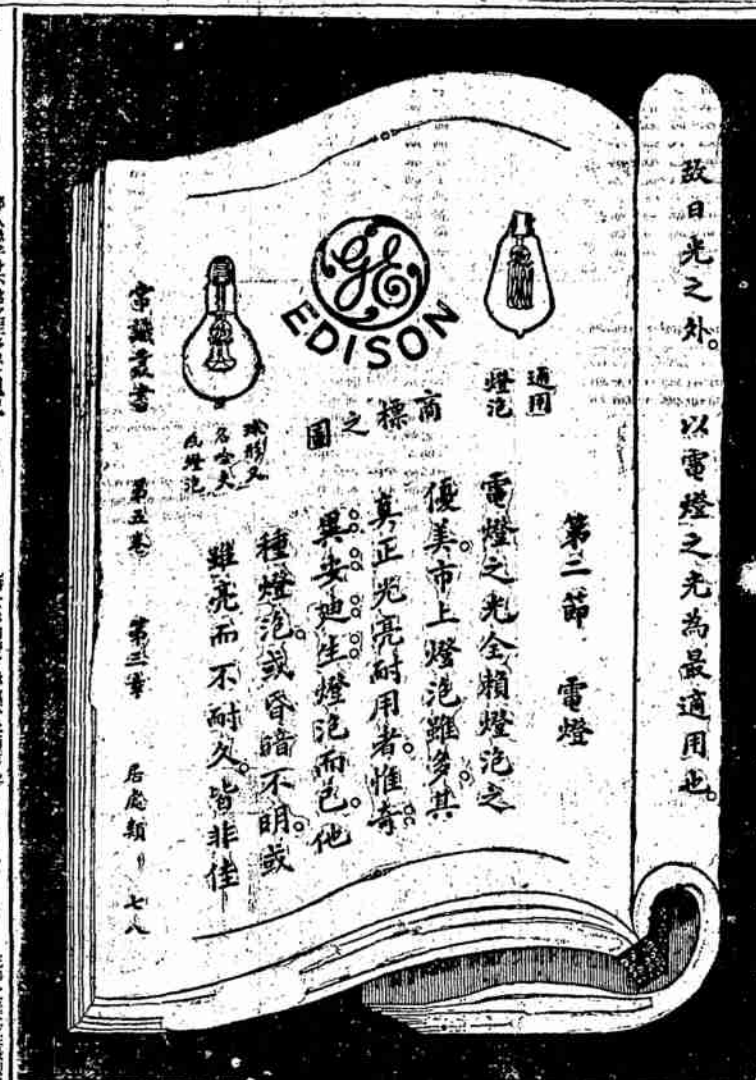 故日光之外。以電燈之光為最適用也。
通用
燈泡
GE
EDISON
商標之圖
球形又
名哈夫
瓦燈泡
第二節 電燈
電燈之光全賴燈泡之
優美。市上燈泡雖多。其
真正光亮耐用者。惟奇
異安廸生燈泡而已。他
種燈泡。或昏暗不明。或
雖亮而不耐久。皆非佳
常識叢書 第五卷 第三章 居處類 七八